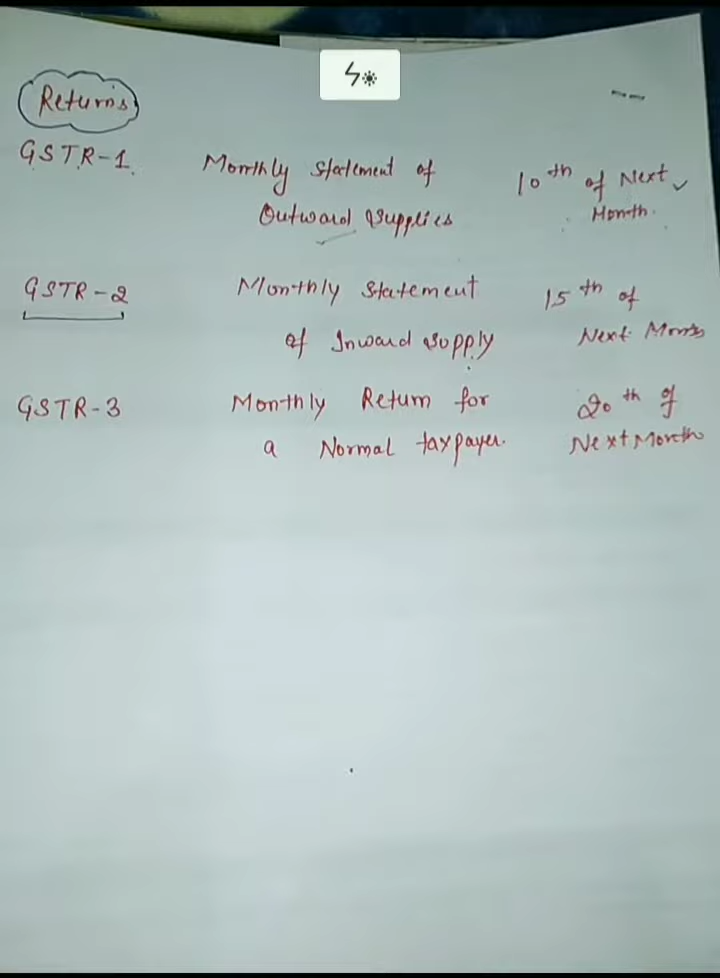 Returns
GSTR-1. Monthly Statement of 10th of Next
Outward Supplies Month.
GSTR-2 Monthly Statement 15th of
of Inward Supply Next Month
GSTR-3 Monthly Return for 20th of
a Normal taxpayer. Next Month